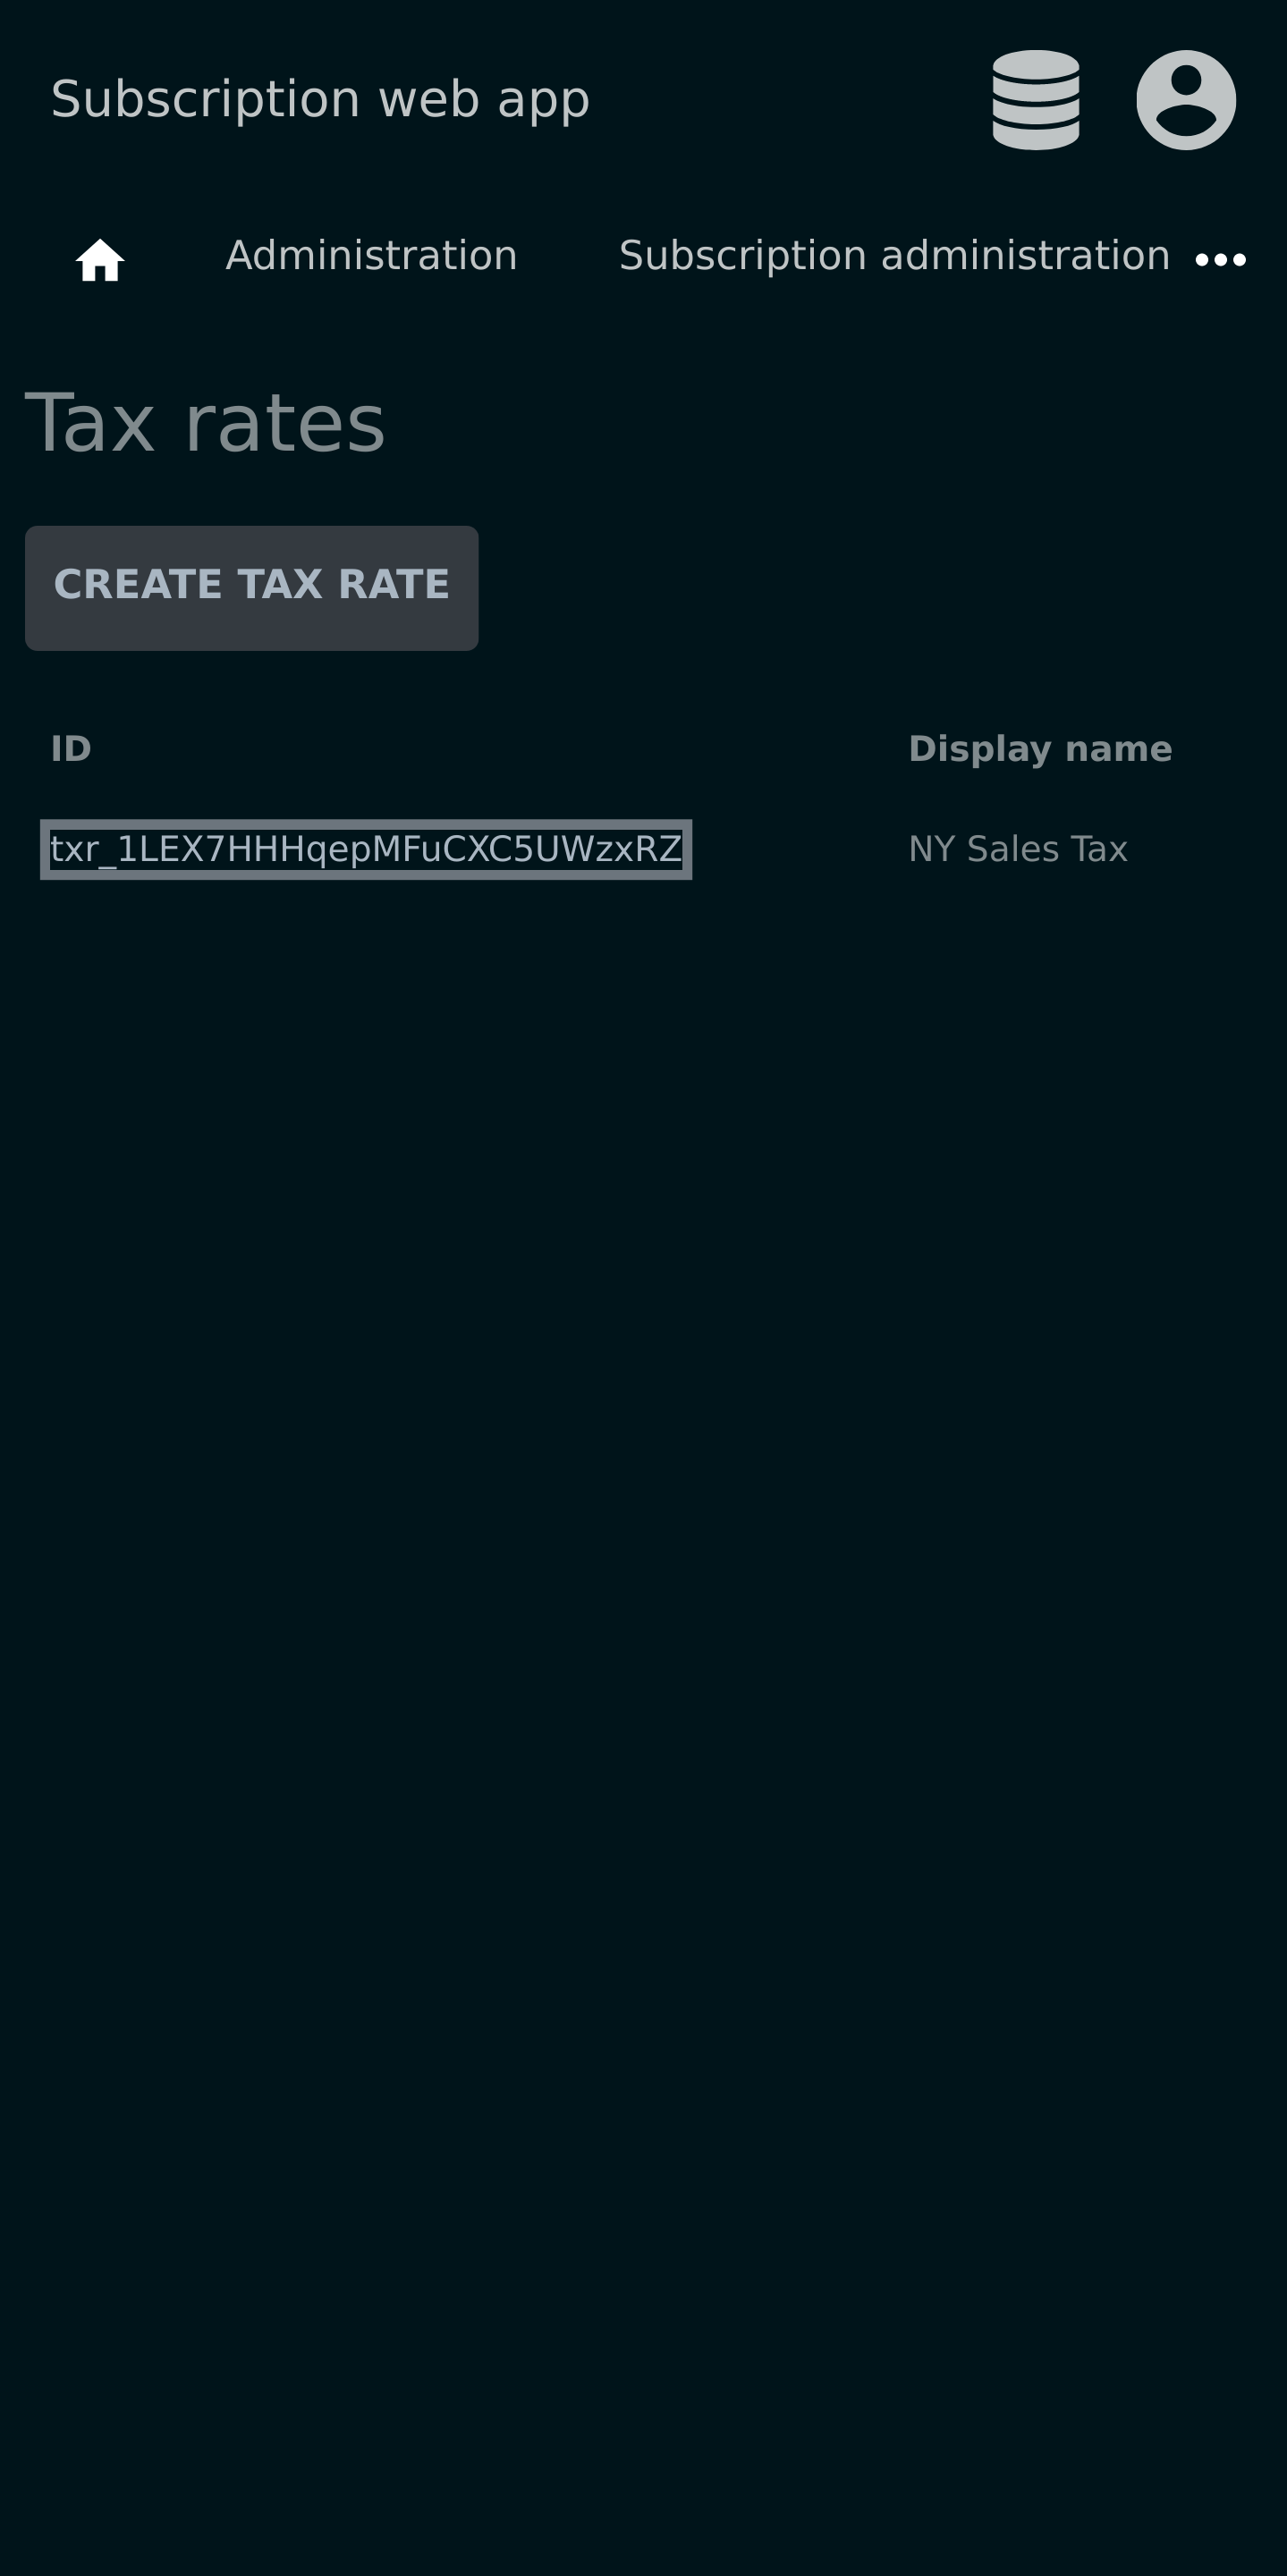 Subscription web app
Administration Subscription administration
Tax rates
CREATE TAX RATE
ID Display name
txr_1LEX7HHHqepMFuCXC5UWzxRZ NY Sales Tax